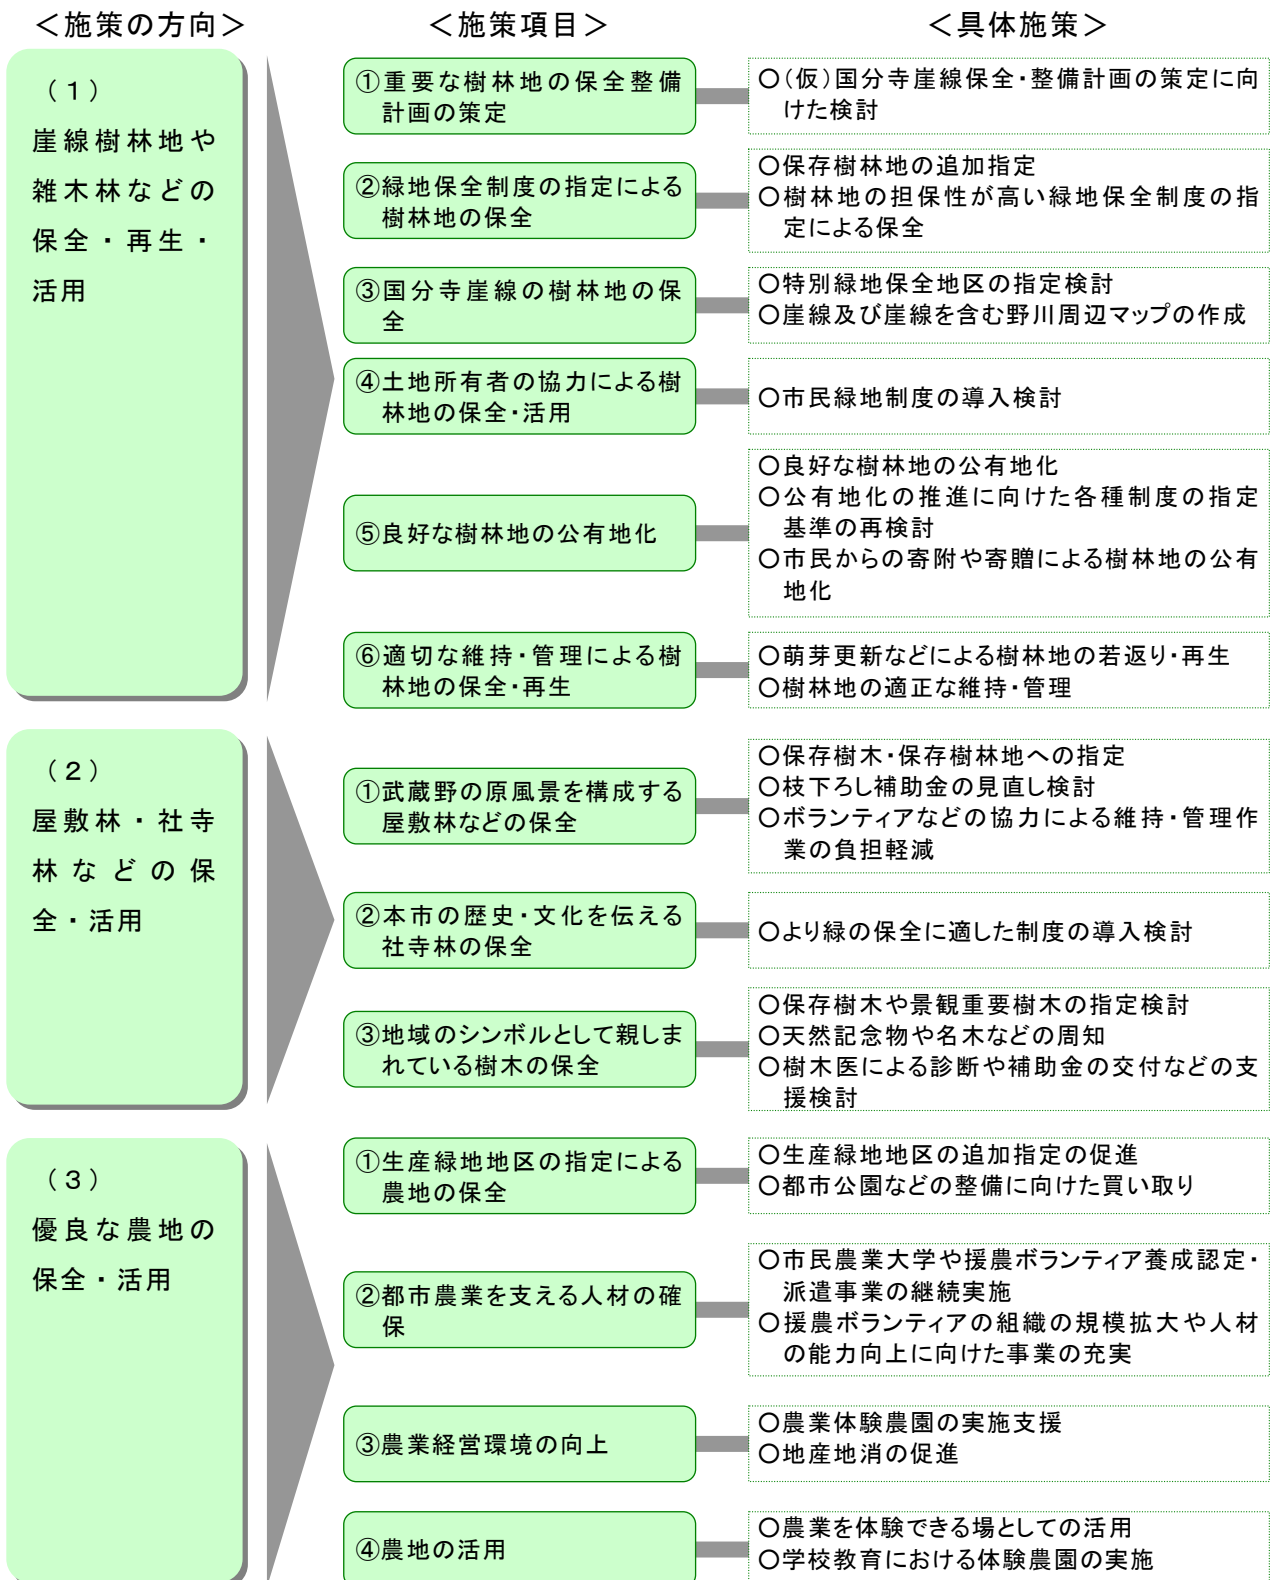 ＜施策の方向＞
＜施策項目＞
＜具体施策＞
（１）
崖線樹林地や
雑木林などの
保全・再生・
活用
①重要な樹林地の保全整備
計画の策定
○（仮）国分寺崖線保全・整備計画の策定に向
けた検討
②緑地保全制度の指定による
樹林地の保全
○保存樹林地の追加指定
○樹林地の担保性が高い緑地保全制度の指
定による保全
③国分寺崖線の樹林地の保
全
○特別緑地保全地区の指定検討
○崖線及び崖線を含む野川周辺マップの作成
④土地所有者の協力による樹
林地の保全・活用
○市民緑地制度の導入検討
⑤良好な樹林地の公有地化
○良好な樹林地の公有地化
○公有地化の推進に向けた各種制度の指定
基準の再検討
○市民からの寄附や寄贈による樹林地の公有
地化
⑥適切な維持・管理による樹
林地の保全・再生
○萌芽更新などによる樹林地の若返り・再生
○樹林地の適正な維持・管理
（２）
屋敷林・社寺
林などの保
全・活用
①武蔵野の原風景を構成する
屋敷林などの保全
○保存樹木・保存樹林地への指定
○枝下ろし補助金の見直し検討
○ボランティアなどの協力による維持・管理作
業の負担軽減
②本市の歴史・文化を伝える
社寺林の保全
○より緑の保全に適した制度の導入検討
③地域のシンボルとして親しま
れている樹木の保全
○保存樹木や景観重要樹木の指定検討
○天然記念物や名木などの周知
○樹木医による診断や補助金の交付などの支
援検討
（３）
優良な農地の
保全・活用
①生産緑地地区の指定による
農地の保全
○生産緑地地区の追加指定の促進
○都市公園などの整備に向けた買い取り
②都市農業を支える人材の確
保
○市民農業大学や援農ボランティア養成認定・
派遣事業の継続実施
○援農ボランティアの組織の規模拡大や人材
の能力向上に向けた事業の充実
③農業経営環境の向上
○農業体験農園の実施支援
○地産地消の促進
④農地の活用
○農業を体験できる場としての活用
○学校教育における体験農園の実施